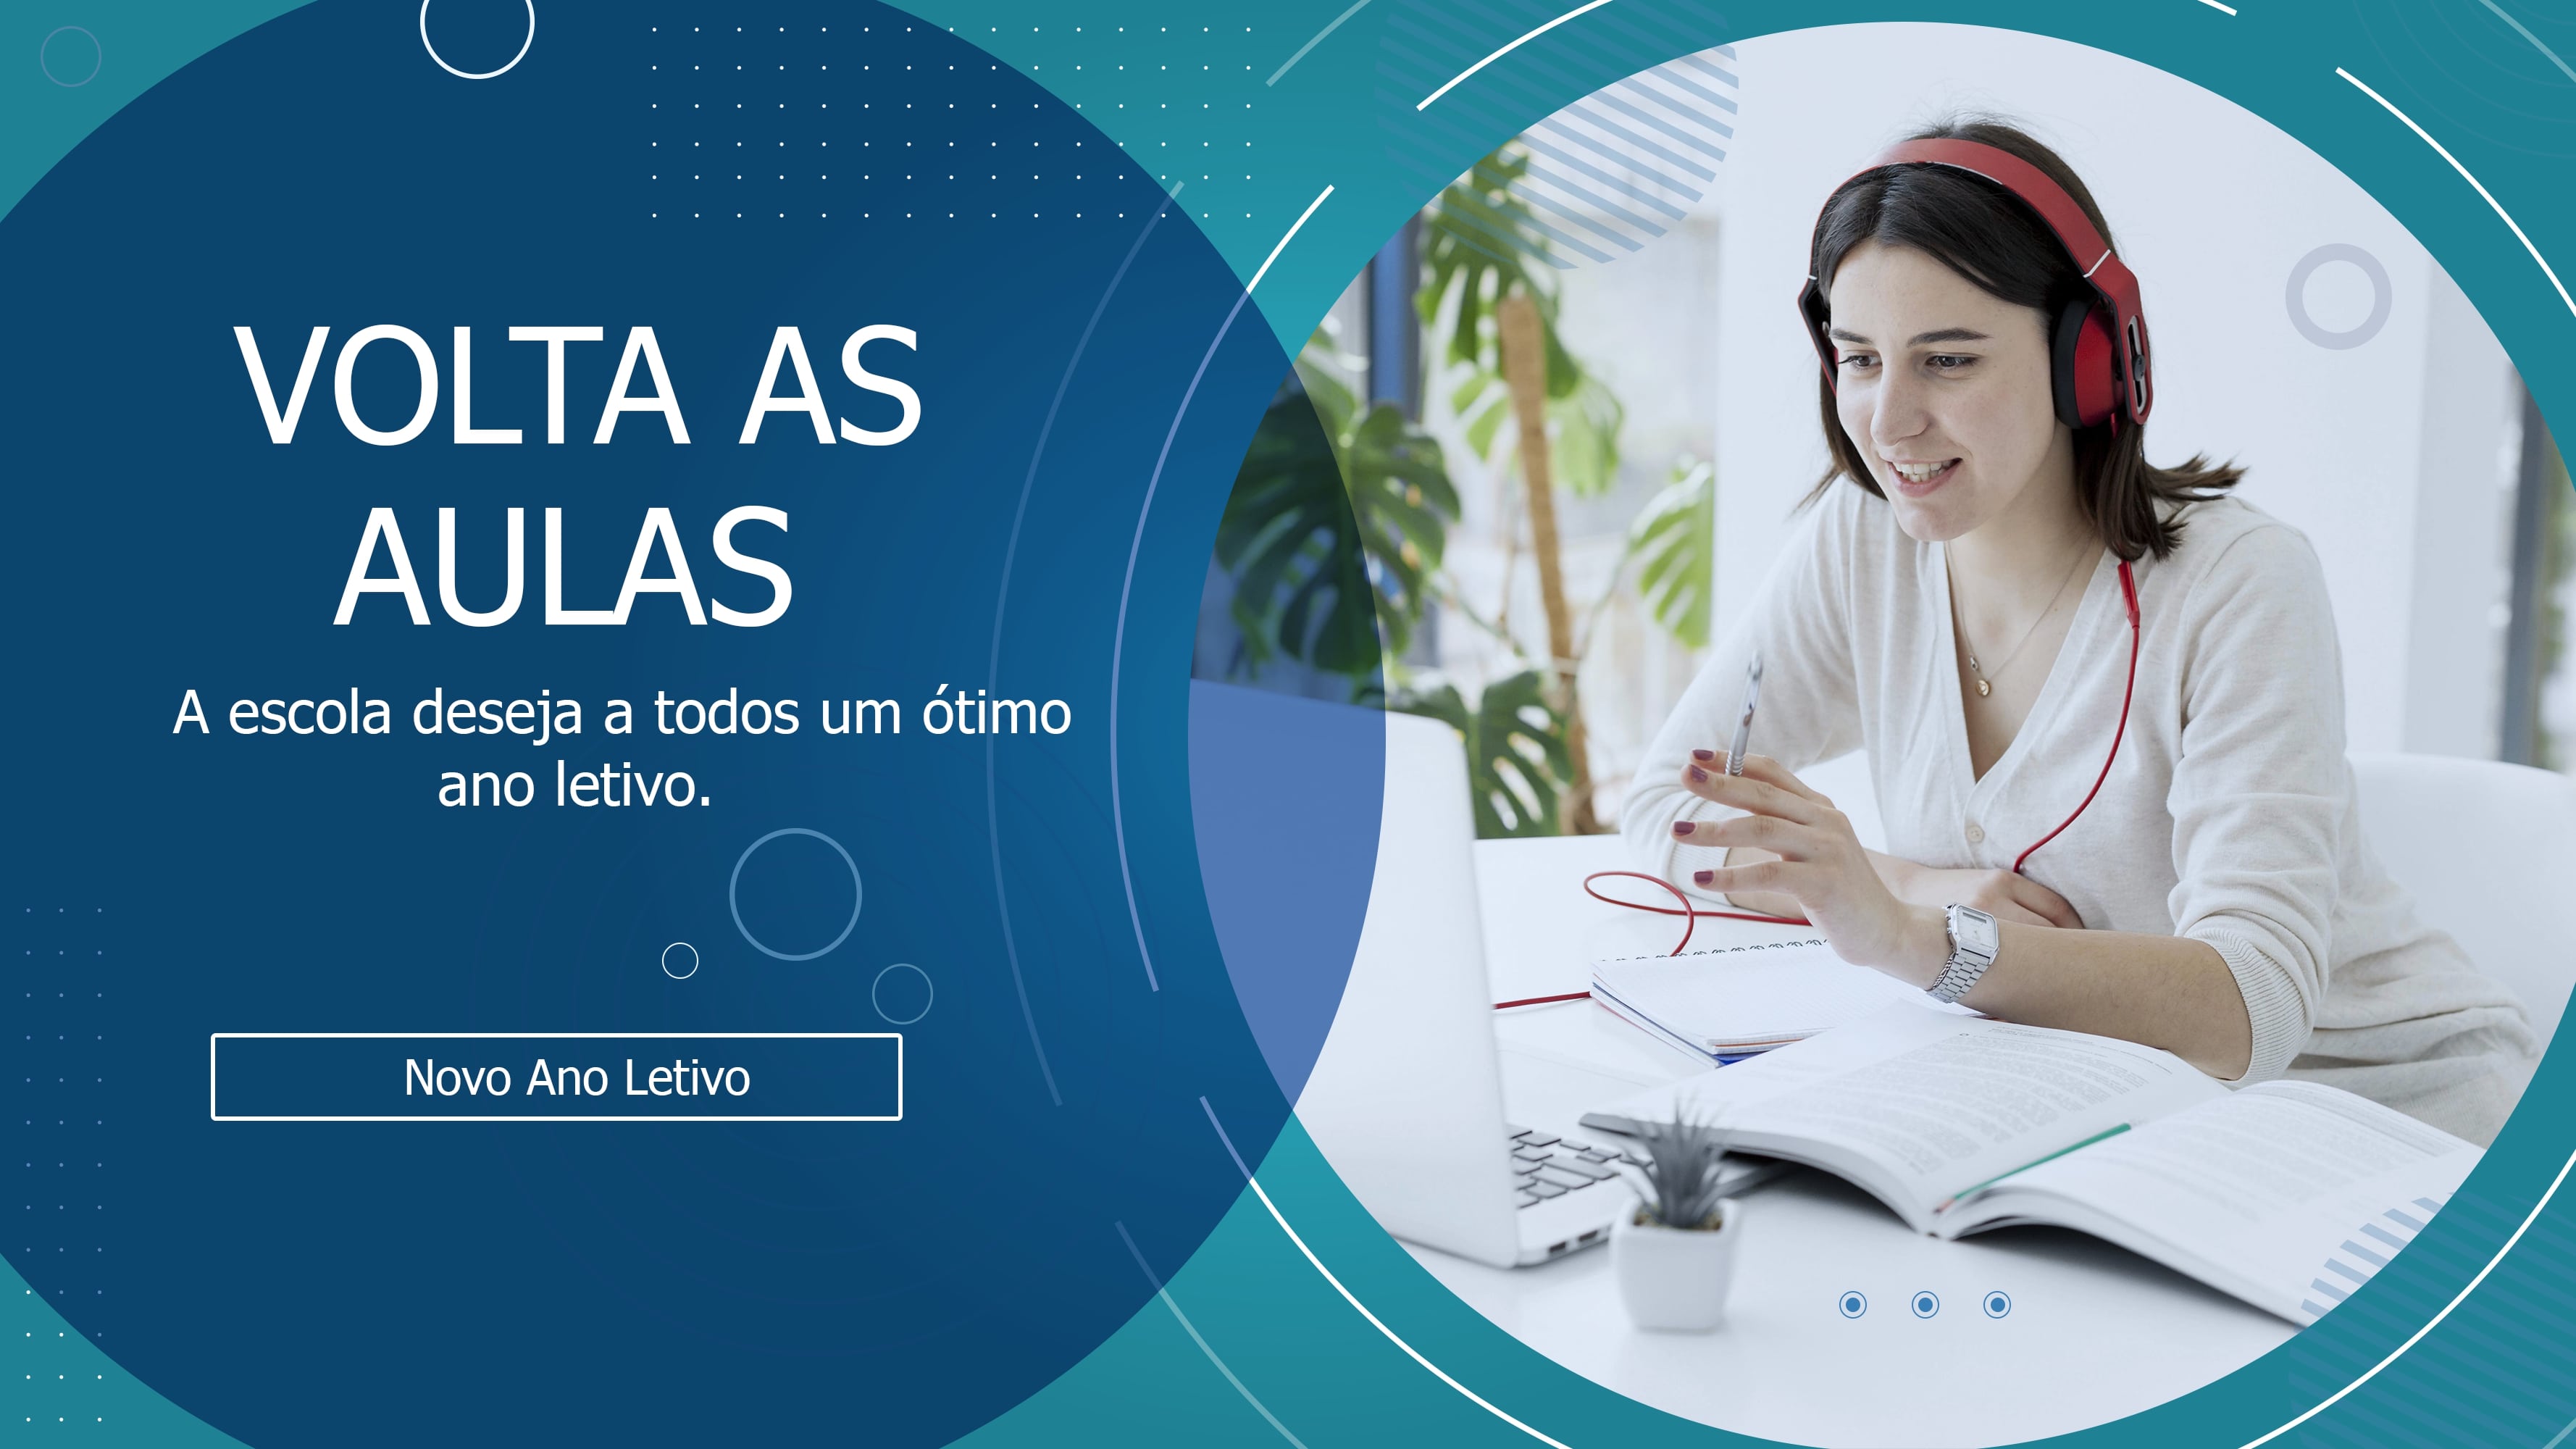 VOLTA AS
AULAS
A escola deseja a todos um ótimo
ano letivo.
Novo Ano Letivo